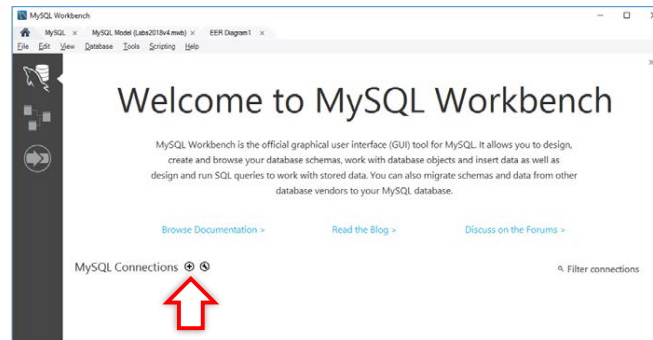 MySQL Workbench
MySQL × MySQL Model (Labs2018v4.mwb) × EER Diagram1 ×
File Edit View Database Tools Scripting Help
Welcome to MySQL Workbench
MySQL Workbench is the official graphical user interface (GUI) tool for MySQL. It allows you to design,
create and browse your database schemas, work with database objects and insert data as well as
design and run SQL queries to work with stored data. You can also migrate schemas and data from other
database vendors to your MySQL database.
Browse Documentation > Read the Blog > Discuss on the Forums >
MySQL Connections Filter connections